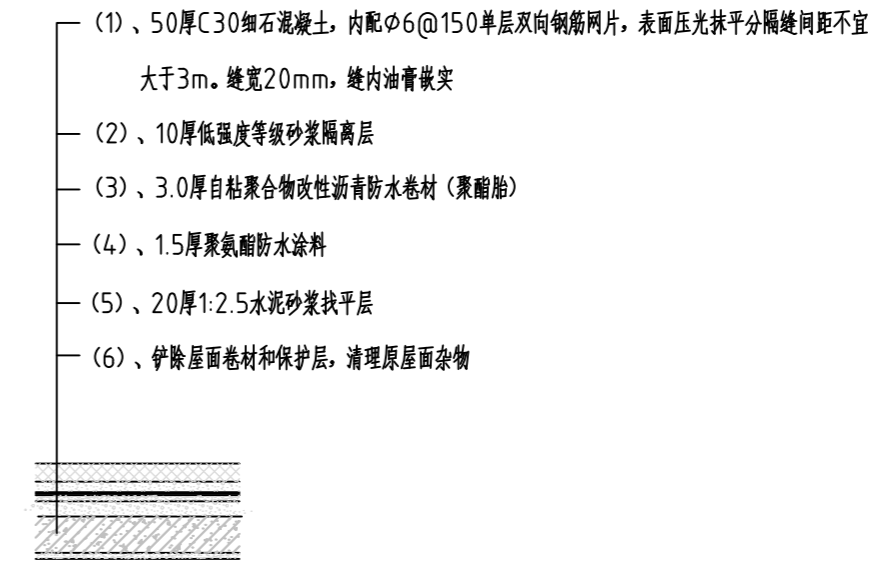 （1）、50厚C30细石混凝土，内配Φ6@150单层双向钢筋网片，表面压光抹平分隔缝间距不宜
大于3m。缝宽20mm，缝内油膏嵌实
（2）、10厚低强度等级砂浆隔离层
（3）、3.0厚自粘聚合物改性沥青防水卷材（聚酯胎）
（4）、1.5厚聚氨酯防水涂料
（5）、20厚1:2.5水泥砂浆找平层
（6）、铲除屋面卷材和保护层，清理原屋面杂物